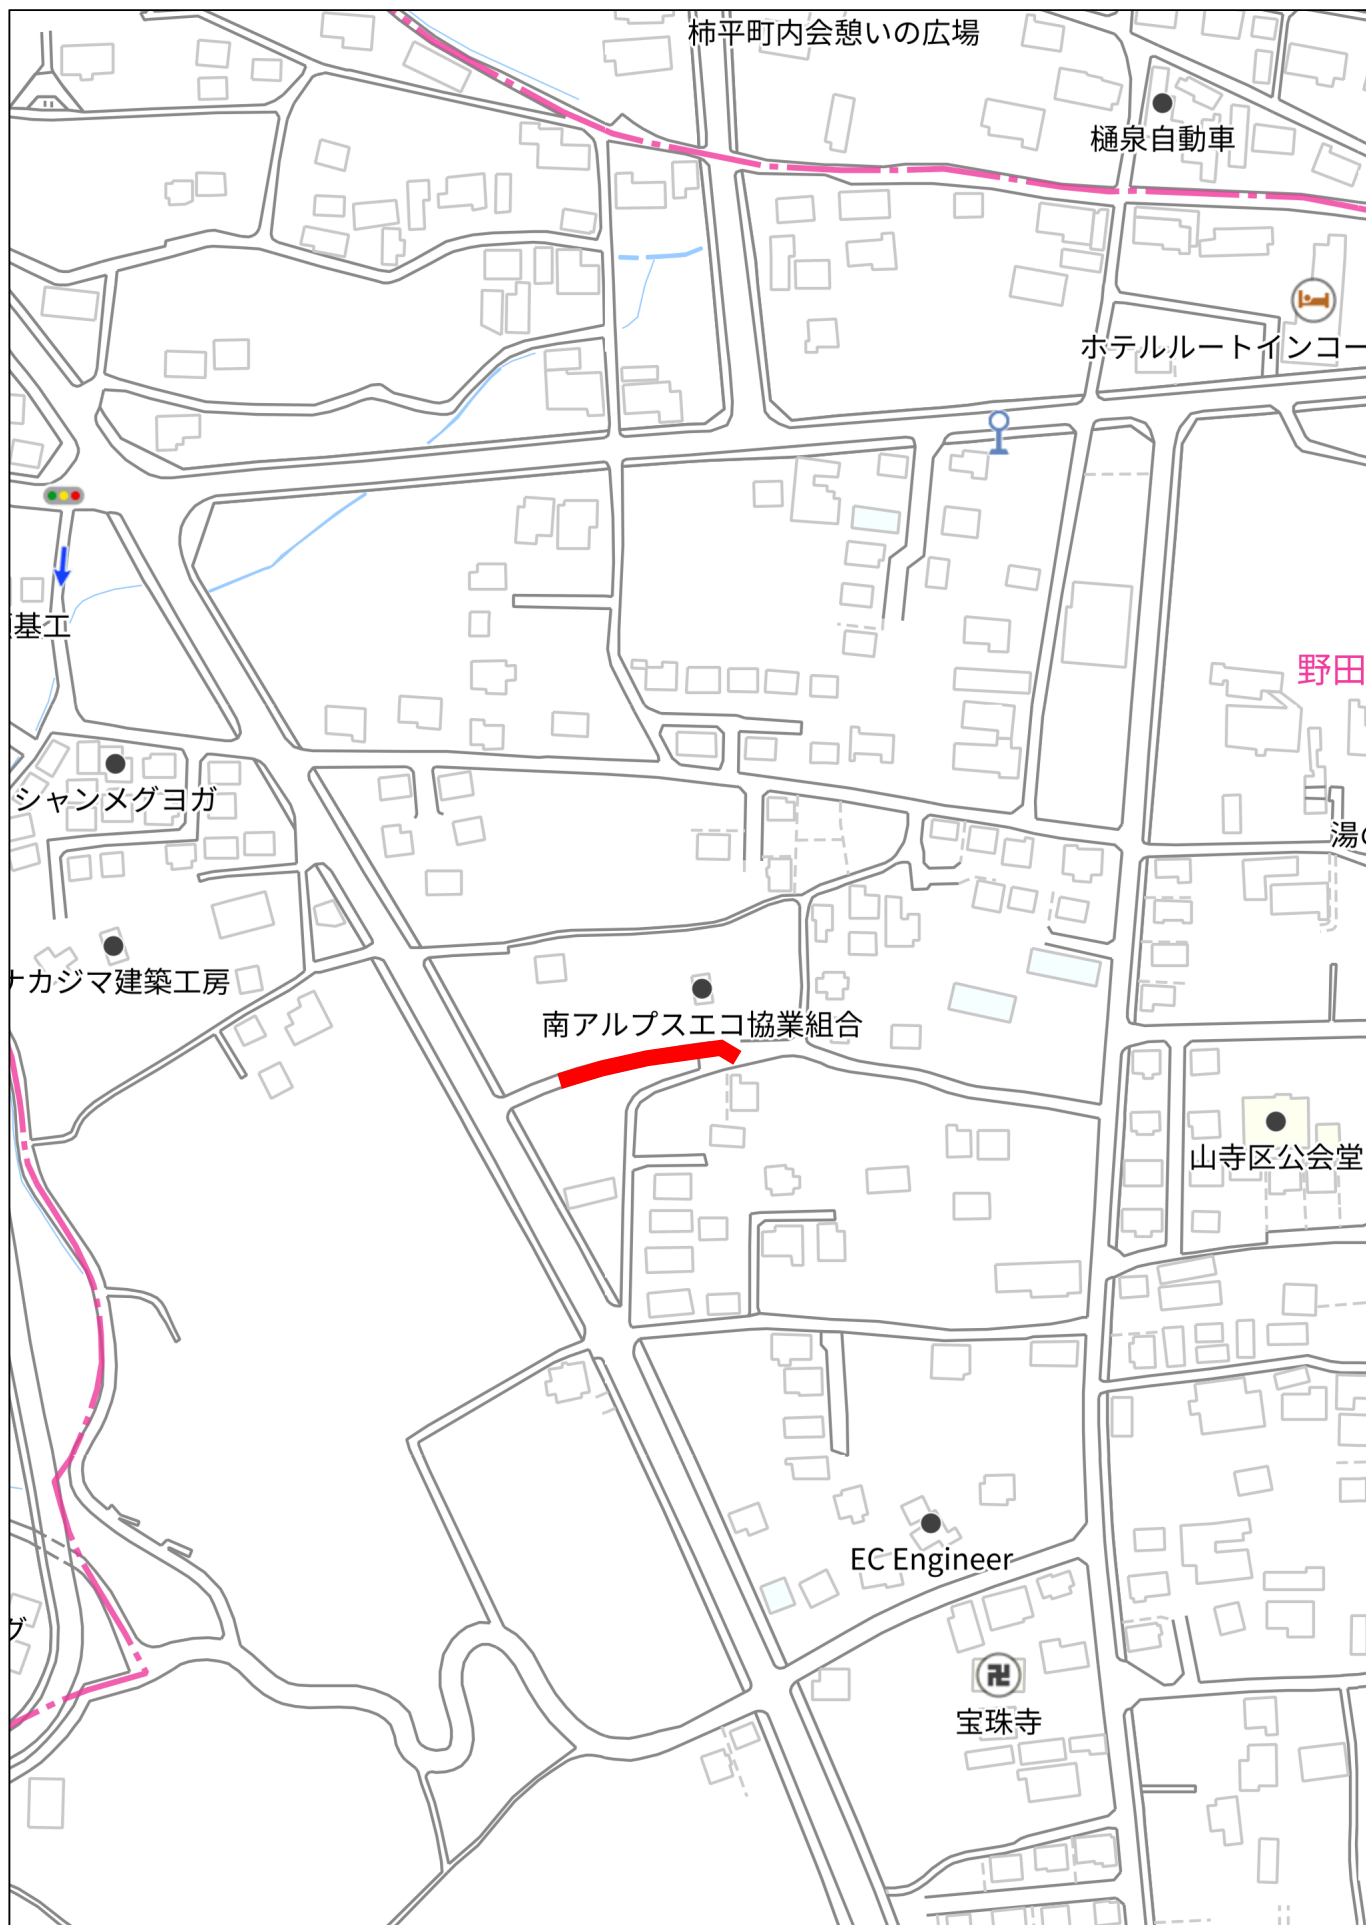 柿平町内会憩いの広場
樋泉自動車
ホテルルートインコー
基工
野田
シャンメグヨガ
湯の
ナカジマ建築工房
南アルプスエコ協業組合
山寺区公会堂
EC Engineer
グ
宝珠寺